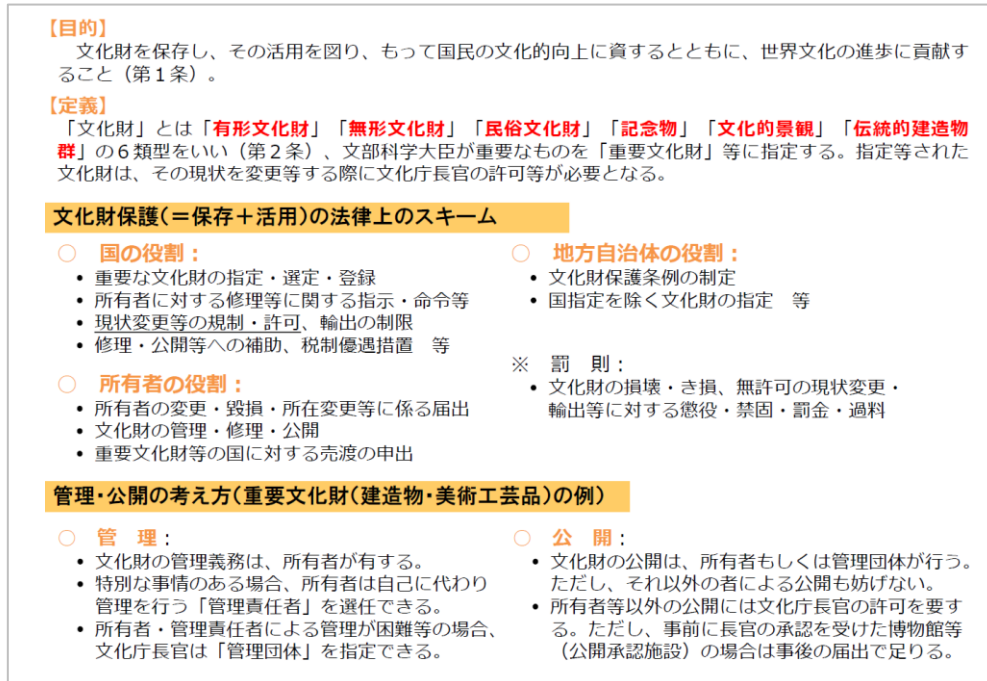 【目的】
文化財を保存し、その活用を図り、もって国民の文化的向上に資するとともに、世界文化の進歩に貢献す
ること（第１条）。
【定義】
「文化財」とは「有形文化財」「無形文化財」「民俗文化財」「記念物」「文化的景観」「伝統的建造物
群」の６類型をいい（第２条）、文部科学大臣が重要なものを「重要文化財」等に指定する。指定等された
文化財は、その現状を変更等する際に文化庁長官の許可等が必要となる。
文化財保護（＝保存＋活用）の法律上のスキーム
○　国の役割：
• 重要な文化財の指定・選定・登録
• 所有者に対する修理等に関する指示・命令等
• 現状変更等の規制・許可、輸出の制限
• 修理・公開等への補助、税制優遇措置　等
○　所有者の役割：
• 所有者の変更・毀損・所在変更等に係る届出
• 文化財の管理・修理・公開
• 重要文化財等の国に対する売渡の申出
○　地方自治体の役割：
• 文化財保護条例の制定
• 国指定を除く文化財の指定　等
※　罰　則：
• 文化財の損壊・き損、無許可の現状変更・
輸出等に対する懲役・禁固・罰金・過料
管理・公開の考え方（重要文化財（建造物・美術工芸品）の例）
○　管　理：
• 文化財の管理義務は、所有者が有する。
• 特別な事情のある場合、所有者は自己に代わり
管理を行う「管理責任者」を選任できる。
• 所有者・管理責任者による管理が困難等の場合、
文化庁長官は「管理団体」を指定できる。
○　公　開：
• 文化財の公開は、所有者もしくは管理団体が行う。
ただし、それ以外の者による公開も妨げない。
• 所有者等以外の公開には文化庁長官の許可を要す
る。ただし、事前に長官の承認を受けた博物館等
（公開承認施設）の場合は事後の届出で足りる。